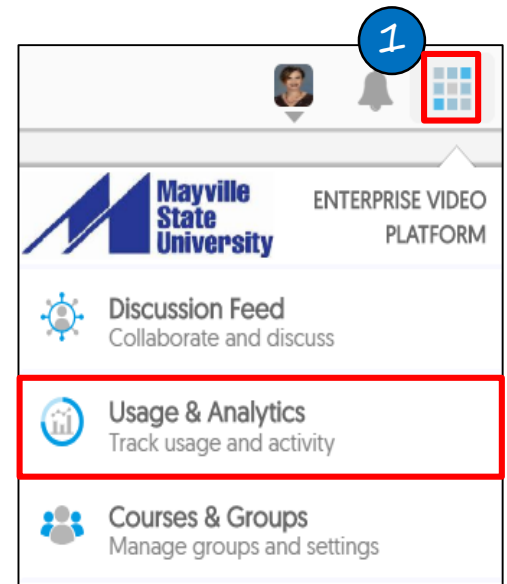 1
Mayville
State
University
ENTERPRISE VIDEO
PLATFORM
Discussion Feed
Collaborate and discuss
Usage & Analytics
Track usage and activity
Courses & Groups
Manage groups and settings